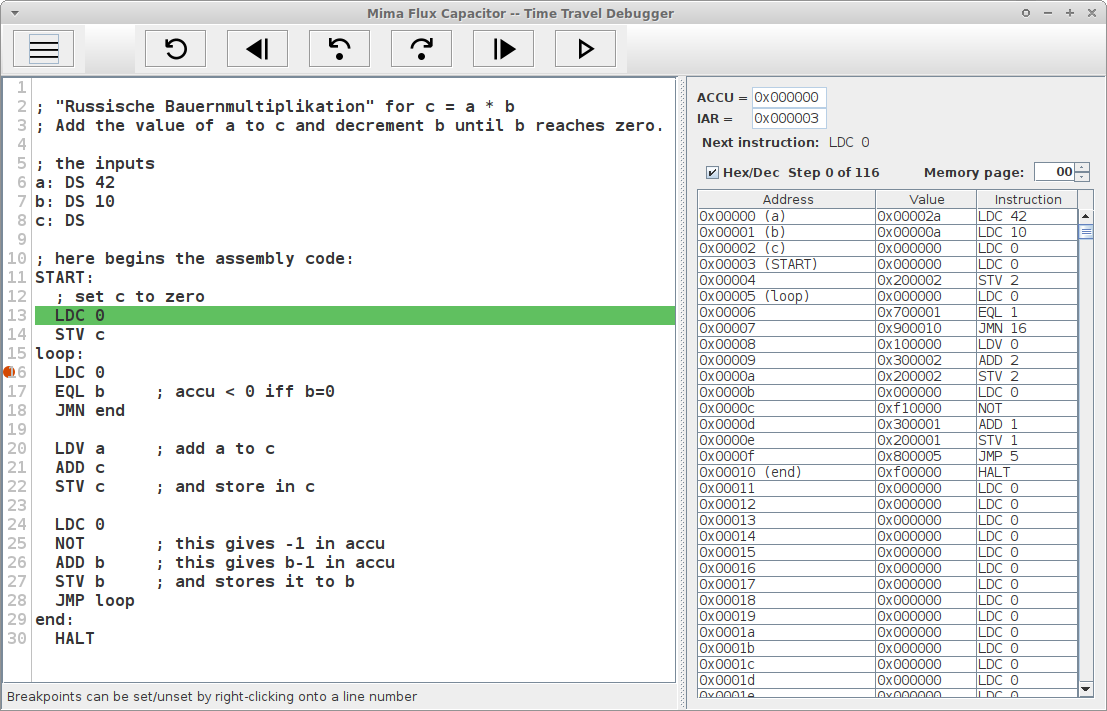 Mima Flux Capacitor -- Time Travel Debugger
1
2 ; "Russische Bauernmultiplikation" for c = a * b
3 ; Add the value of a to c and decrement b until b reaches zero.
4
5 ; the inputs
6 a: DS 42
7 b: DS 10
8 c: DS
9
10 ; here begins the assembly code:
11 START:
12 ; set c to zero
13 LDC 0
14 STV c
15 loop:
16 LDC 0
17 EQL b ; accu < 0 iff b=0
18 JMN end
19
20 LDV a ; add a to c
21 ADD c
22 STV c ; and store in c
23
24 LDC 0
25 NOT ; this gives -1 in accu
26 ADD b ; this gives b-1 in accu
27 STV b ; and stores it to b
28 JMP loop
29 end:
30 HALT
Breakpoints can be set/unset by right-clicking onto a line number
ACCU = 0x000000
IAR = 0x000003
Next instruction: LDC 0
Hex/Dec Step 0 of 116 Memory page: 00
Address Value Instruction
0x00000 (a) 0x00002a LDC 42
0x00001 (b) 0x00000a LDC 10
0x00002 (c) 0x000000 LDC 0
0x00003 (START) 0x000000 LDC 0
0x00004 0x200002 STV 2
0x00005 (loop) 0x000000 LDC 0
0x00006 0x700001 EQL 1
0x00007 0x900010 JMN 16
0x00008 0x100000 LDV 0
0x00009 0x300002 ADD 2
0x0000a 0x200002 STV 2
0x0000b 0x000000 LDC 0
0x0000c 0xf10000 NOT
0x0000d 0x300001 ADD 1
0x0000e 0x200001 STV 1
0x0000f 0x800005 JMP 5
0x00010 (end) 0xf00000 HALT
0x00011 0x000000 LDC 0
0x00012 0x000000 LDC 0
0x00013 0x000000 LDC 0
0x00014 0x000000 LDC 0
0x00015 0x000000 LDC 0
0x00016 0x000000 LDC 0
0x00017 0x000000 LDC 0
0x00018 0x000000 LDC 0
0x00019 0x000000 LDC 0
0x0001a 0x000000 LDC 0
0x0001b 0x000000 LDC 0
0x0001c 0x000000 LDC 0
0x0001d 0x000000 LDC 0
0x0001e 0x000000 LDC 0